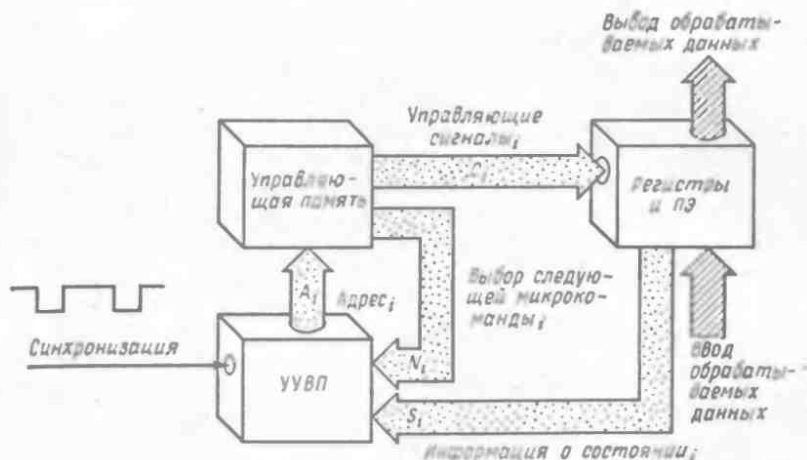 Вывод обрабаты-
ваемых данных
Управляющие
сигналы i
Управляю-
щая память
C i
Регистры
и ПЭ
A i
Адрес i
Выбор следую-
щей микроко-
манды i
Синхронизация
УУВП
N i
S i
Ввод
обрабаты-
ваемых
данных
Информация о состоянии i